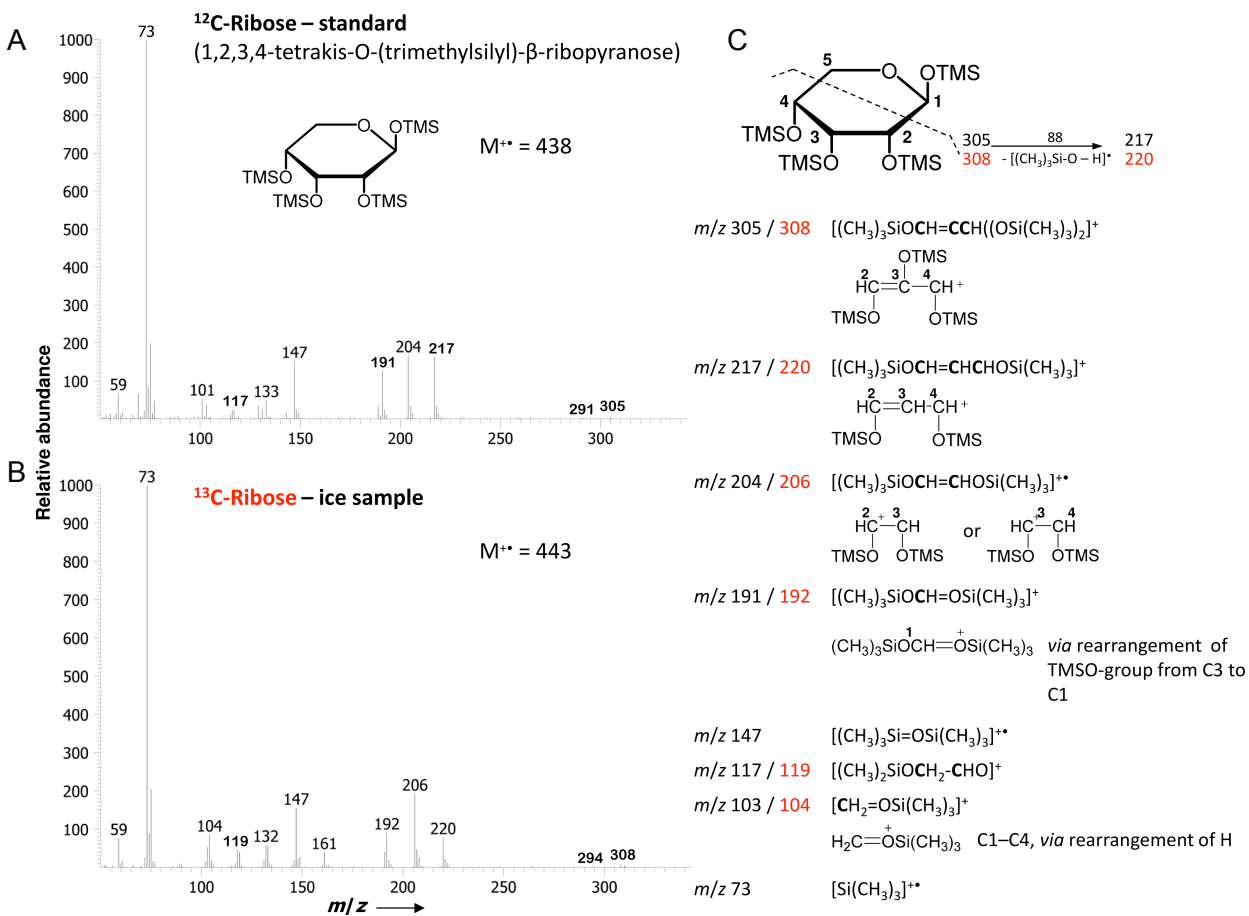 A
¹²C-Ribose – standard
(1,2,3,4-tetrakis-O-(trimethylsilyl)-β-ribopyranose)
M⁺• = 438
O
OTMS
TMSO
TMSO
OTMS
Relative abundance
1000
900
800
700
600
500
400
300
200
100
59
73
101
117
133
147
191
204
217
291
305
100
150
200
250
300
B
¹³C-Ribose – ice sample
M⁺• = 443
1000
900
800
700
600
500
400
300
200
100
59
73
104
119
132
147
161
192
206
220
294
308
100
150
200
250
300
m/z
C
5
O
OTMS
4
1
TMSO
3
2
TMSO
OTMS
305 88 217
308 - [(CH₃)₃Si-O – H]• 220
m/z 305 / 308 [(CH₃)₃SiOCH=CCH((OSi(CH₃)₃)₂]⁺
OTMS
2 3 4
HC=C–CH⁺
TMSO OTMS
m/z 217 / 220 [(CH₃)₃SiOCH=CHCHOSi(CH₃)₃]⁺
2 3 4
HC=CH-CH⁺
TMSO OTMS
m/z 204 / 206 [(CH₃)₃SiOCH=CHOSi(CH₃)₃]⁺•
2 + 3 + 3 4
HC–CH or HC–CH
TMSO OTMS TMSO OTMS
m/z 191 / 192 [(CH₃)₃SiOCH=OSi(CH₃)₃]⁺
1 +
(CH₃)₃SiOCH=OSi(CH₃)₃ via rearrangement of
TMSO-group from C3 to
C1
m/z 147 [(CH₃)₃Si=OSi(CH₃)₃]⁺•
m/z 117 / 119 [(CH₃)₂SiOCH₂-CHO]⁺
m/z 103 / 104 [CH₂=OSi(CH₃)₃]⁺
+
H₂C=OSi(CH₃)₃ C1–C4, via rearrangement of H
m/z 73 [Si(CH₃)₃]⁺•